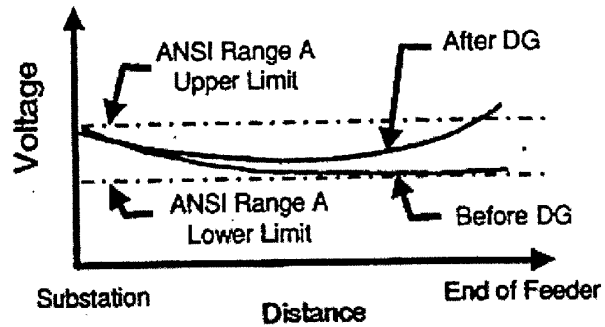 ANSI Range A
Upper Limit
After DG
Voltage
ANSI Range A
Lower Limit
Before DG
Substation
Distance
End of Feeder